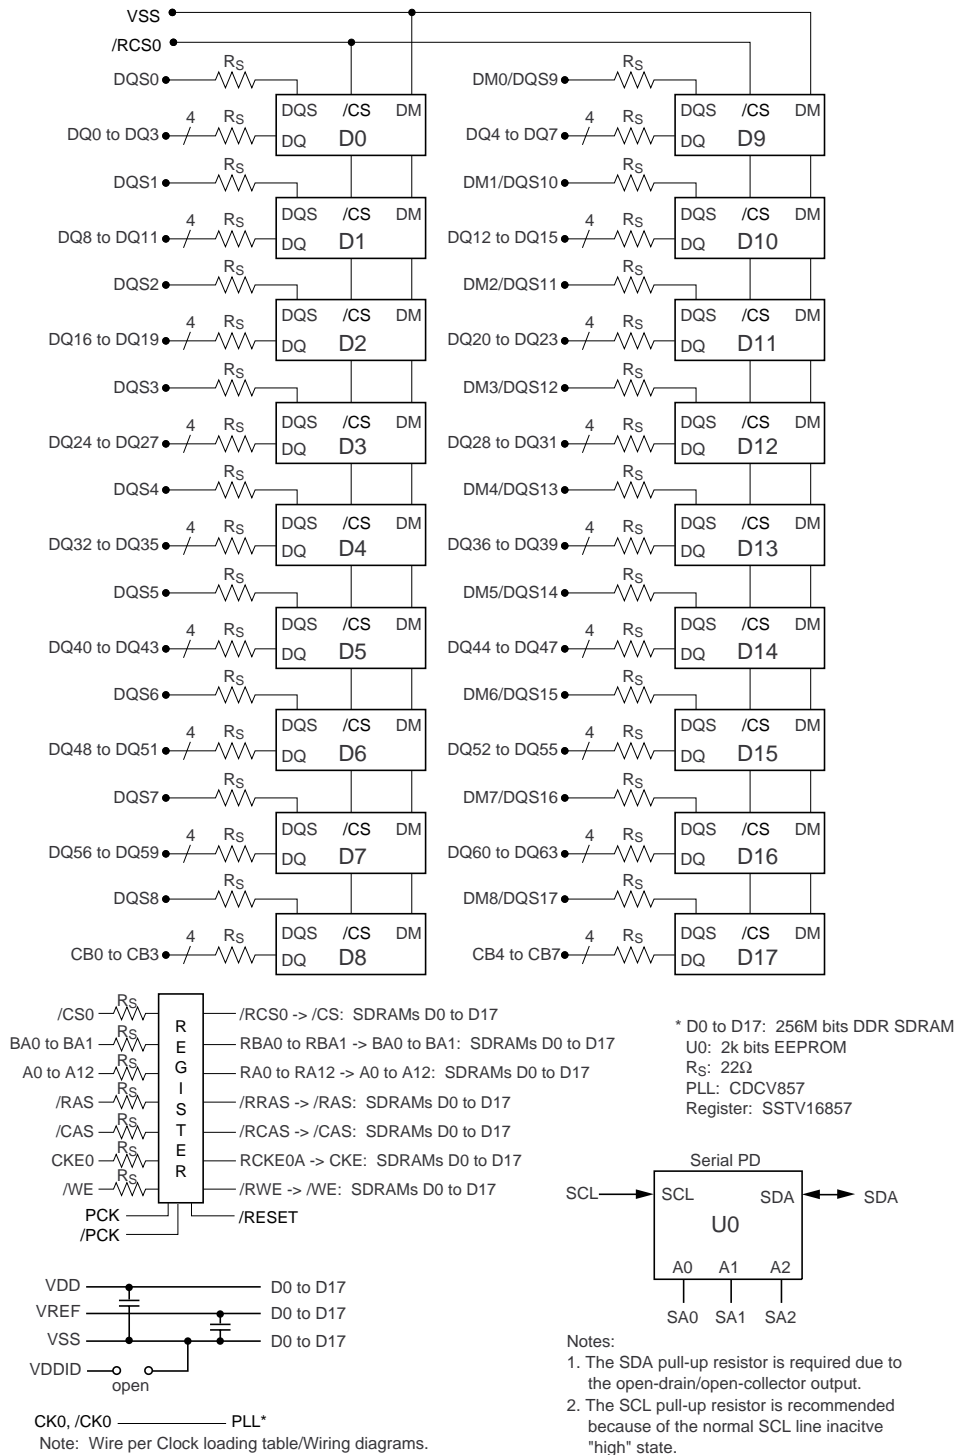 VSS
/RCS0
DQS0 RS DM0/DQS9 RS
DQS /CS DM DQS /CS DM
DQ0 to DQ3 4 RS DQ D0 DQ4 to DQ7 4 RS DQ D9
DQS1 RS DM1/DQS10 RS
DQS /CS DM DQS /CS DM
DQ8 to DQ11 4 RS DQ D1 DQ12 to DQ15 4 RS DQ D10
DQS2 RS DM2/DQS11 RS
DQS /CS DM DQS /CS DM
DQ16 to DQ19 4 RS DQ D2 DQ20 to DQ23 4 RS DQ D11
DQS3 RS DM3/DQS12 RS
DQS /CS DM DQS /CS DM
DQ24 to DQ27 4 RS DQ D3 DQ28 to DQ31 4 RS DQ D12
DQS4 RS DM4/DQS13 RS
DQS /CS DM DQS /CS DM
DQ32 to DQ35 4 RS DQ D4 DQ36 to DQ39 4 RS DQ D13
DQS5 RS DM5/DQS14 RS
DQS /CS DM DQS /CS DM
DQ40 to DQ43 4 RS DQ D5 DQ44 to DQ47 4 RS DQ D14
DQS6 RS DM6/DQS15 RS
DQS /CS DM DQS /CS DM
DQ48 to DQ51 4 RS DQ D6 DQ52 to DQ55 4 RS DQ D15
DQS7 RS DM7/DQS16 RS
DQS /CS DM DQS /CS DM
DQ56 to DQ59 4 RS DQ D7 DQ60 to DQ63 4 RS DQ D16
DQS8 RS DM8/DQS17 RS
DQS /CS DM DQS /CS DM
CB0 to CB3 4 RS DQ D8 CB4 to CB7 4 RS DQ D17
/CS0 RS /RCS0 -> /CS: SDRAMs D0 to D17
BA0 to BA1 RS RBA0 to RBA1 -> BA0 to BA1: SDRAMs D0 to D17
A0 to A12 RS RA0 to RA12 -> A0 to A12: SDRAMs D0 to D17
/RAS RS /RRAS -> /RAS: SDRAMs D0 to D17
/CAS RS /RCAS -> /CAS: SDRAMs D0 to D17
CKE0 RS RCKE0A -> CKE: SDRAMs D0 to D17
/WE RS /RWE -> /WE: SDRAMs D0 to D17
REGISTER
PCK /RESET
/PCK
* D0 to D17: 256M bits DDR SDRAM
U0: 2k bits EEPROM
RS: 22Ω
PLL: CDCV857
Register: SSTV16857
Serial PD
SCL SCL SDA SDA
U0
A0 A1 A2
SA0 SA1 SA2
VDD D0 to D17
VREF D0 to D17
VSS D0 to D17
VDDID open
CK0, /CK0 PLL*
Note: Wire per Clock loading table/Wiring diagrams.
Notes:
1. The SDA pull-up resistor is required due to
the open-drain/open-collector output.
2. The SCL pull-up resistor is recommended
because of the normal SCL line inacitve
"high" state.